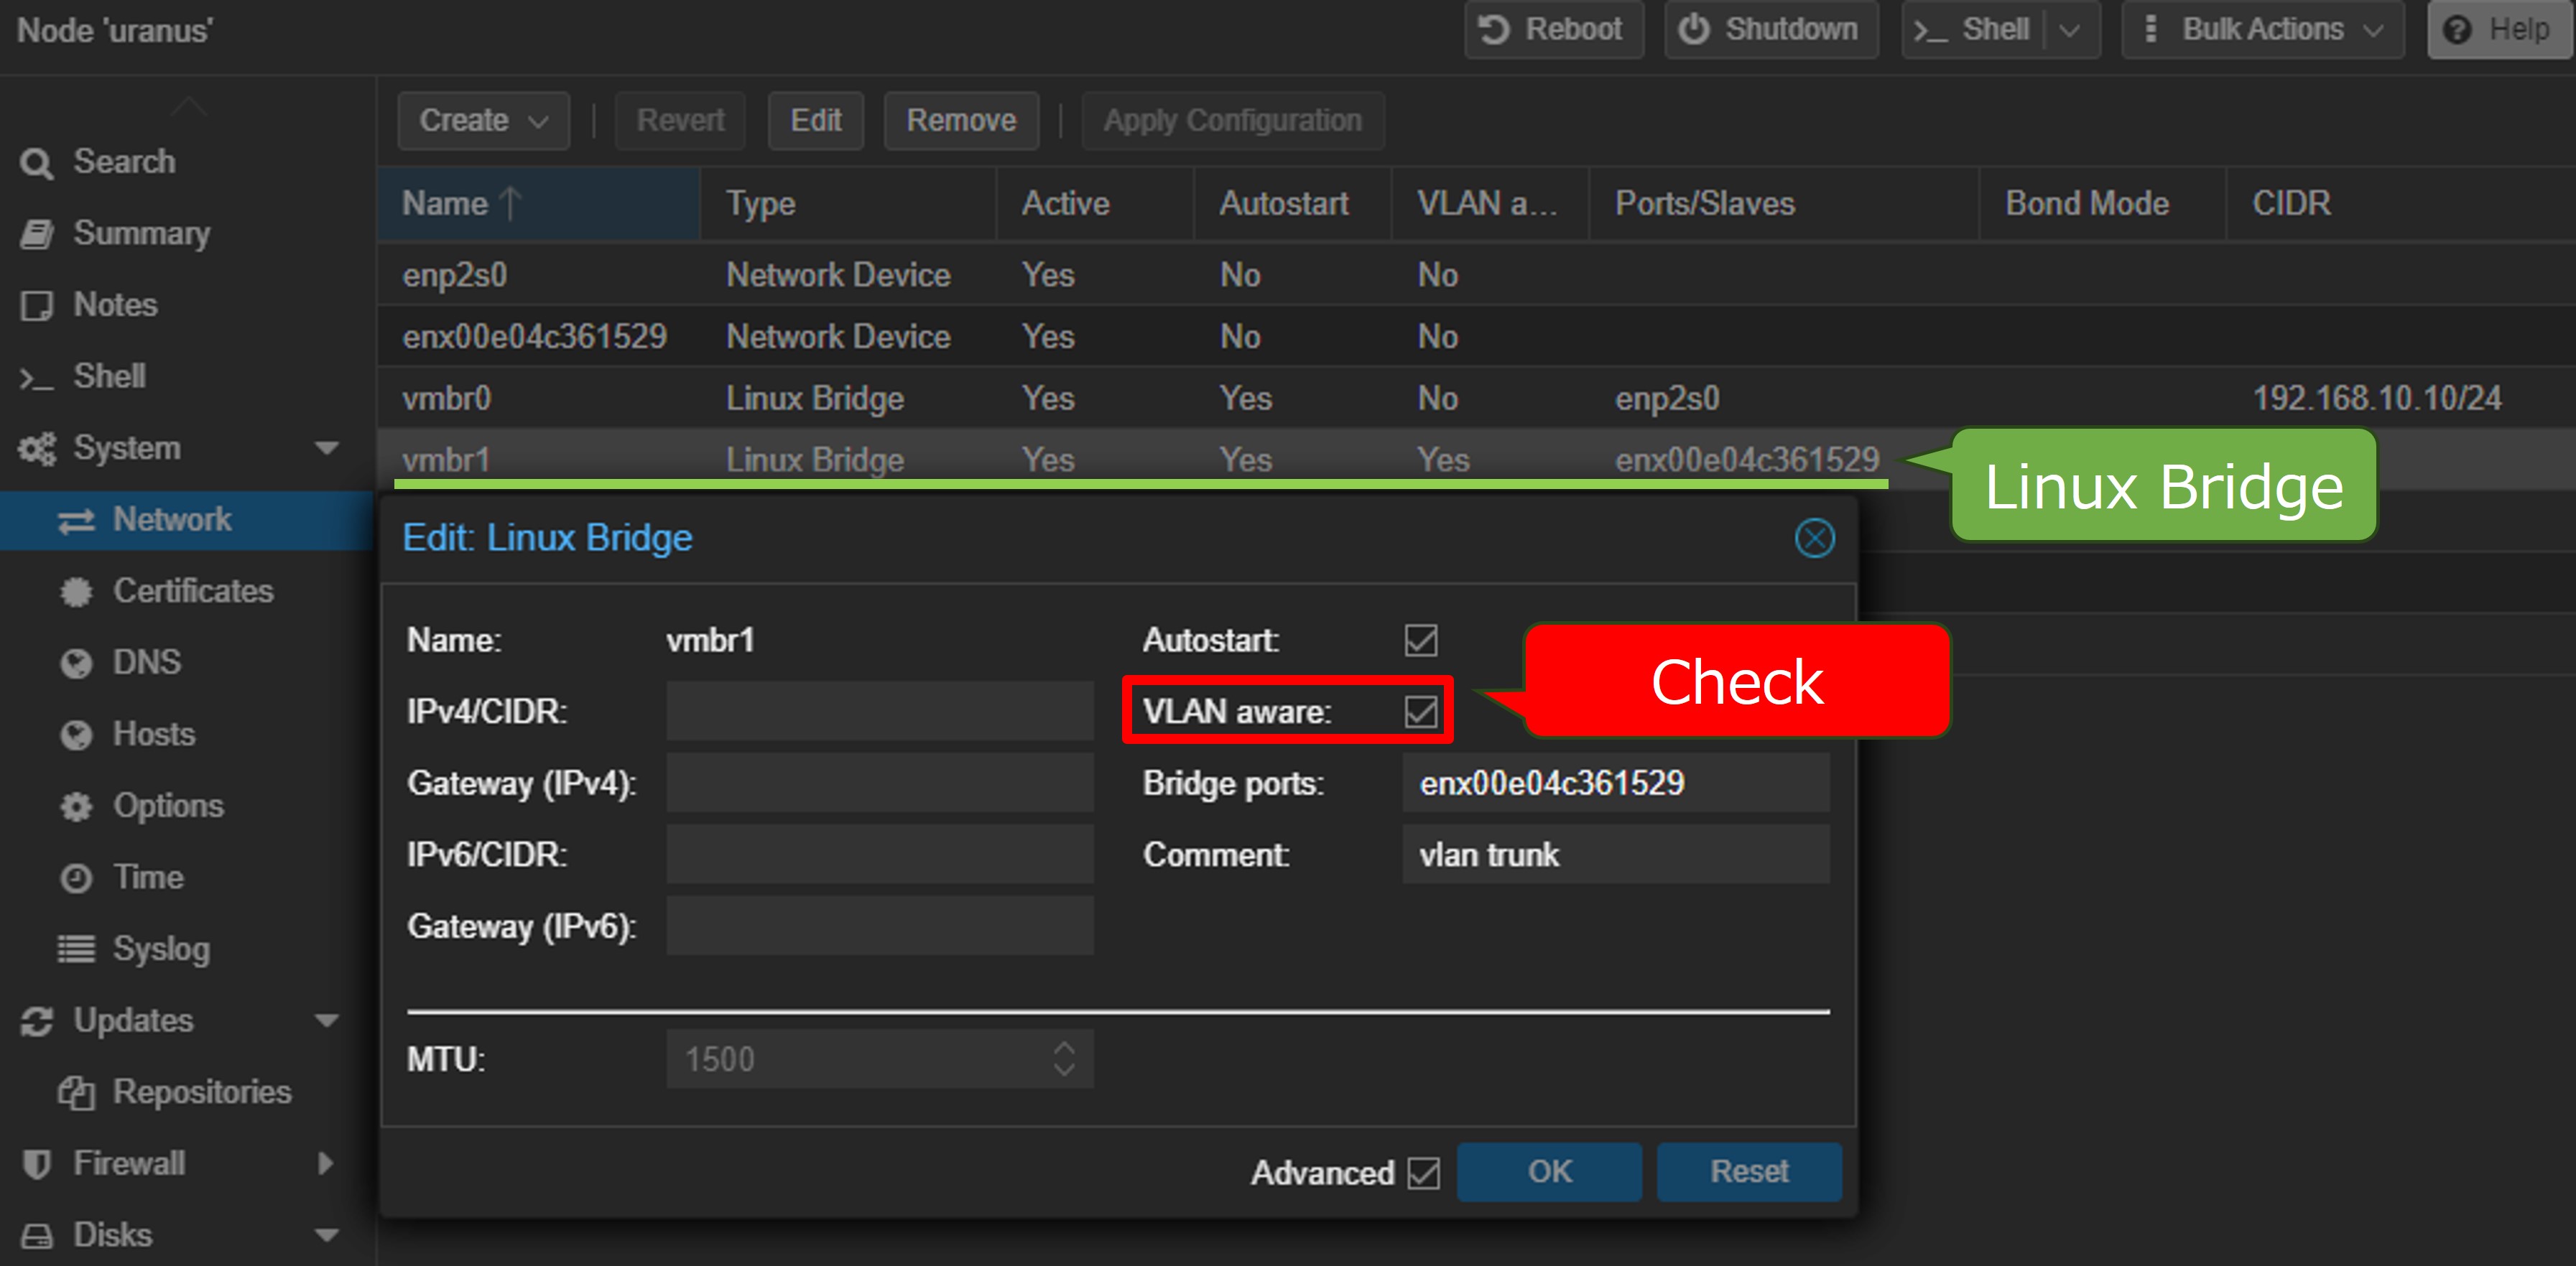 Node 'uranus'
Reboot
Shutdown
Shell
Bulk Actions
Help
Search
Summary
Notes
Shell
System
Network
Certificates
DNS
Hosts
Options
Time
Syslog
Updates
Repositories
Firewall
Disks
Create
Revert
Edit
Remove
Apply Configuration
Name Type Active Autostart VLAN a... Ports/Slaves Bond Mode CIDR
enp2s0 Network Device Yes No No
enx00e04c361529 Network Device Yes No No
vmbr0 Linux Bridge Yes Yes No enp2s0 192.168.10.10/24
vmbr1 Linux Bridge Yes Yes Yes enx00e04c361529
Linux Bridge
Edit: Linux Bridge
Name: vmbr1
IPv4/CIDR:
Gateway (IPv4):
IPv6/CIDR:
Gateway (IPv6):
Autostart:
VLAN aware:
Check
Bridge ports: enx00e04c361529
Comment: vlan trunk
MTU: 1500
Advanced
OK
Reset